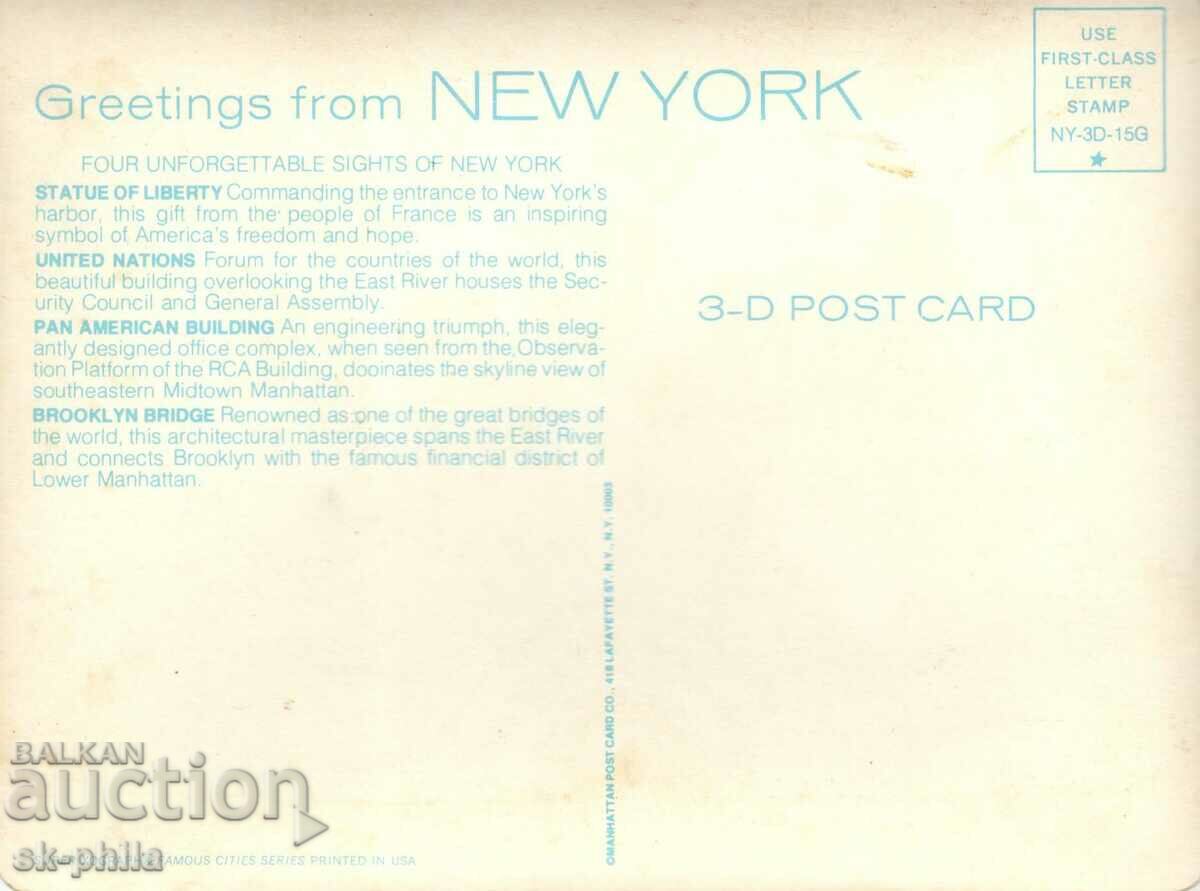 Greetings from NEW YORK
FOUR UNFORGETTABLE SIGHTS OF NEW YORK
STATUE OF LIBERTY Commanding the entrance to New York's
harbor, this gift from the people of France is an inspiring
symbol of America's freedom and hope.
UNITED NATIONS Forum for the countries of the world, this
beautiful building overlooking the East River houses the Sec-
urity Council and General Assembly.
PAN AMERICAN BUILDING An engineering triumph, this eleg-
antly designed office complex, when seen from the Observa-
tion Platform of the RCA Building, dooinates the skyline view of
southeastern Midtown Manhattan.
BROOKLYN BRIDGE Renowned as one of the great bridges of
the world, this architectural masterpiece spans the East River
and connects Brooklyn with the famous financial district of
Lower Manhattan.
USE
FIRST-CLASS
LETTER
STAMP
NY-3D-15G
3-D POST CARD
©MANHATTAN POST CARD CO., 418 LAFAYETTE ST. N.Y., N.Y. 10003
BALKAN
auction
sk-phila
FAMOUS CITIES SERIES PRINTED IN USA